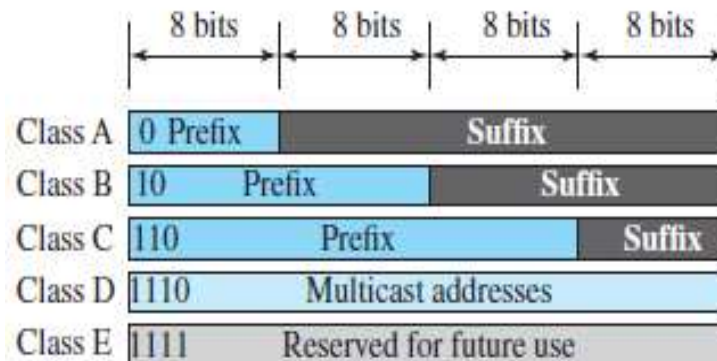 8 bits 8 bits 8 bits 8 bits
Class A 0 Prefix Suffix
Class B 10 Prefix Suffix
Class C 110 Prefix Suffix
Class D 1110 Multicast addresses
Class E 1111 Reserved for future use